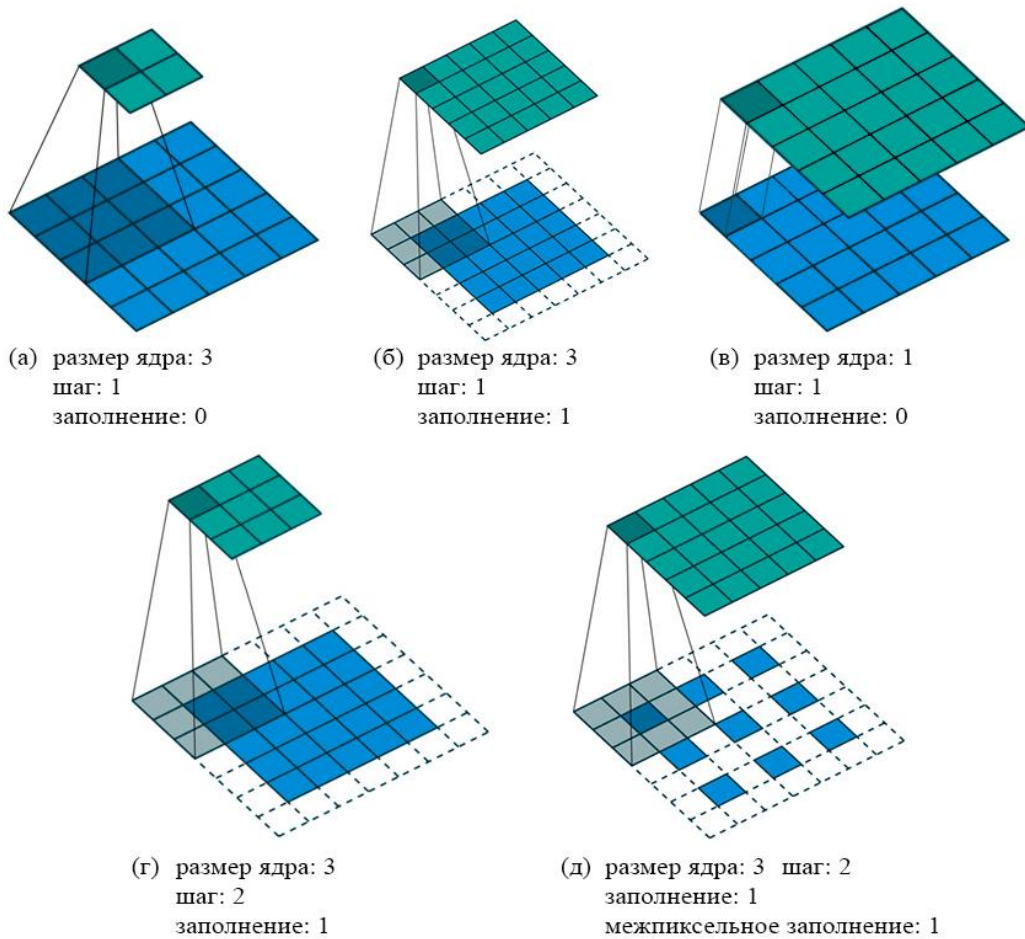 (а) размер ядра: 3
шаг: 1
заполнение: 0
(б) размер ядра: 3
шаг: 1
заполнение: 1
(в) размер ядра: 1
шаг: 1
заполнение: 0
(г) размер ядра: 3
шаг: 2
заполнение: 1
(д) размер ядра: 3 шаг: 2
заполнение: 1
межпиксельное заполнение: 1